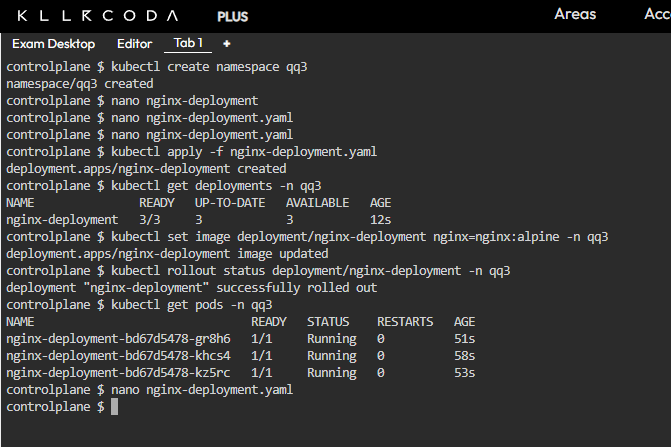 KILLERCODA PLUS Areas Acc
Exam Desktop Editor Tab 1 +
controlplane $ kubectl create namespace qq3
namespace/qq3 created
controlplane $ nano nginx-deployment
controlplane $ nano nginx-deployment.yaml
controlplane $ nano nginx-deployment.yaml
controlplane $ kubectl apply -f nginx-deployment.yaml
deployment.apps/nginx-deployment created
controlplane $ kubectl get deployments -n qq3
NAME READY UP-TO-DATE AVAILABLE AGE
nginx-deployment 3/3 3 3 12s
controlplane $ kubectl set image deployment/nginx-deployment nginx=nginx:alpine -n qq3
deployment.apps/nginx-deployment image updated
controlplane $ kubectl rollout status deployment/nginx-deployment -n qq3
deployment "nginx-deployment" successfully rolled out
controlplane $ kubectl get pods -n qq3
NAME READY STATUS RESTARTS AGE
nginx-deployment-bd67d5478-gr8h6 1/1 Running 0 51s
nginx-deployment-bd67d5478-khcs4 1/1 Running 0 58s
nginx-deployment-bd67d5478-kz5rc 1/1 Running 0 53s
controlplane $ nano nginx-deployment.yaml
controlplane $